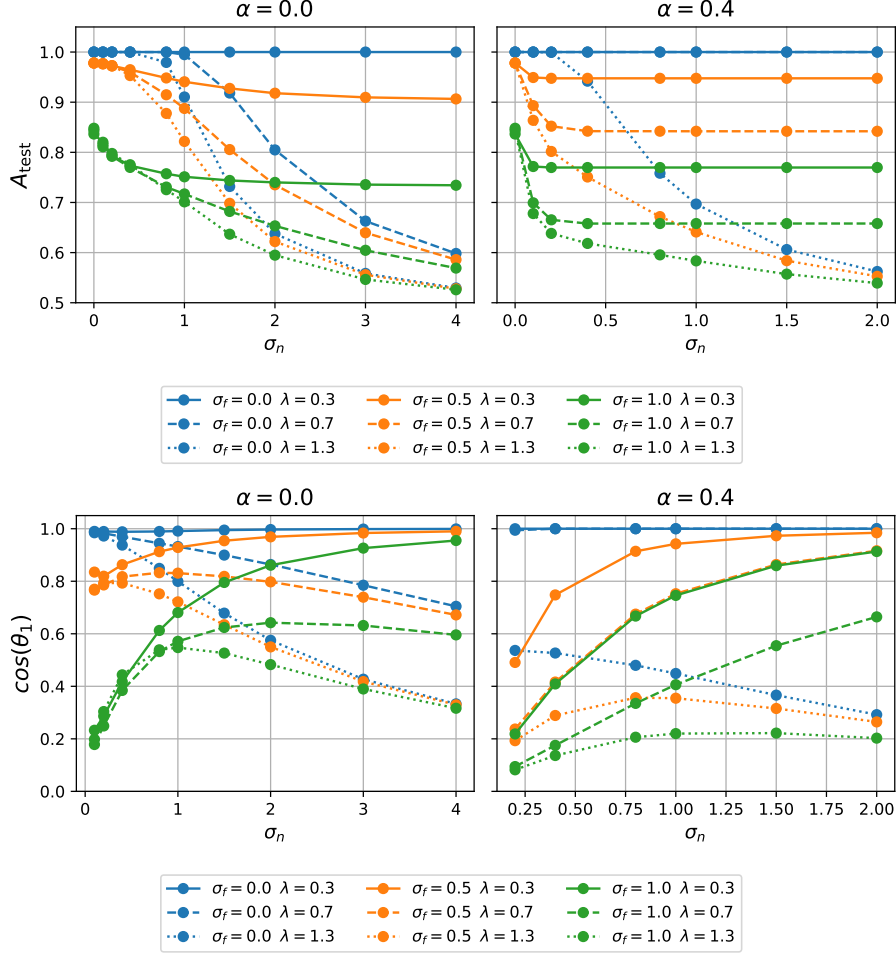 α = 0.0
α = 0.4
1.0
0.9
0.8
0.7
0.6
0.5
A_test
0 1 2 3 4
0.0 0.5 1.0 1.5 2.0
σ_n
σ_n
σ_f = 0.0 λ = 0.3
σ_f = 0.0 λ = 0.7
σ_f = 0.0 λ = 1.3
σ_f = 0.5 λ = 0.3
σ_f = 0.5 λ = 0.7
σ_f = 0.5 λ = 1.3
σ_f = 1.0 λ = 0.3
σ_f = 1.0 λ = 0.7
σ_f = 1.0 λ = 1.3
α = 0.0
α = 0.4
1.0
0.8
0.6
0.4
0.2
0.0
cos(θ_1)
0 1 2 3 4
0.25 0.50 0.75 1.00 1.25 1.50 1.75 2.00
σ_n
σ_n
σ_f = 0.0 λ = 0.3
σ_f = 0.0 λ = 0.7
σ_f = 0.0 λ = 1.3
σ_f = 0.5 λ = 0.3
σ_f = 0.5 λ = 0.7
σ_f = 0.5 λ = 1.3
σ_f = 1.0 λ = 0.3
σ_f = 1.0 λ = 0.7
σ_f = 1.0 λ = 1.3